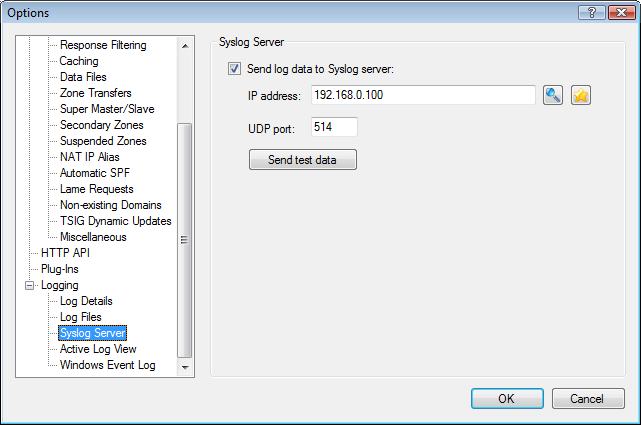 Options
Response Filtering
Caching
Data Files
Zone Transfers
Super Master/Slave
Secondary Zones
Suspended Zones
NAT IP Alias
Automatic SPF
Lame Requests
Non-existing Domains
TSIG Dynamic Updates
Miscellaneous
HTTP API
Plug-Ins
Logging
Log Details
Log Files
Syslog Server
Active Log View
Windows Event Log
Syslog Server
Send log data to Syslog server:
IP address: 192.168.0.100
UDP port: 514
Send test data
OK Cancel